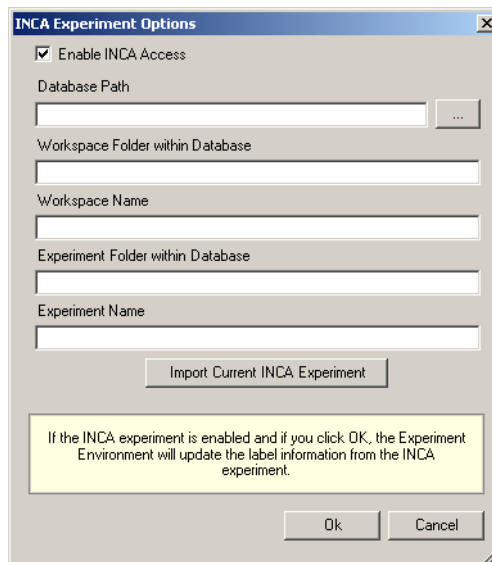 INCA Experiment Options
Enable INCA Access
Database Path
...
Workspace Folder within Database
Workspace Name
Experiment Folder within Database
Experiment Name
Import Current INCA Experiment
If the INCA experiment is enabled and if you click OK, the Experiment
Environment will update the label information from the INCA
experiment.
Ok Cancel